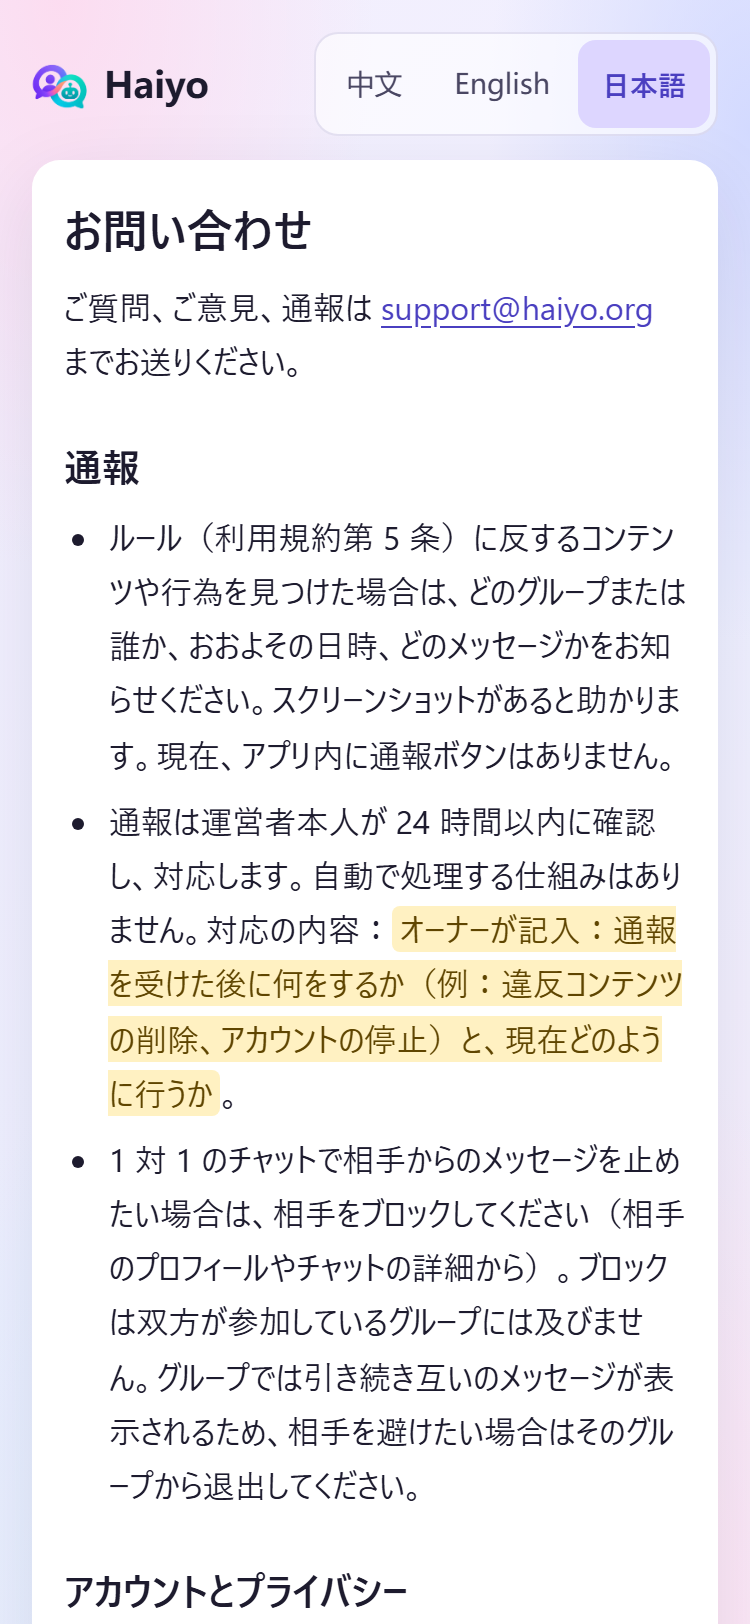 Haiyo
中文 English 日本語
お問い合わせ
ご質問、ご意見、通報は support@haiyo.org
までお送りください。
通報
• ルール（利用規約第 5 条）に反するコンテン
ツや行為を見つけた場合は、どのグループまたは
誰か、おおよその日時、どのメッセージかをお知
らせください。スクリーンショットがあると助かりま
す。現在、アプリ内に通報ボタンはありません。
• 通報は運営者本人が 24 時間以内に確認
し、対応します。自動で処理する仕組みはあり
ません。対応の内容：オーナーが記入：通報
を受けた後に何をするか（例：違反コンテンツ
の削除、アカウントの停止）と、現在どのよう
に行うか。
• 1 対 1 のチャットで相手からのメッセージを止め
たい場合は、相手をブロックしてください（相手
のプロフィールやチャットの詳細から）。ブロック
は双方が参加しているグループには及びませ
ん。グループでは引き続き互いのメッセージが表
示されるため、相手を避けたい場合はそのグル
ープから退出してください。
アカウントとプライバシー